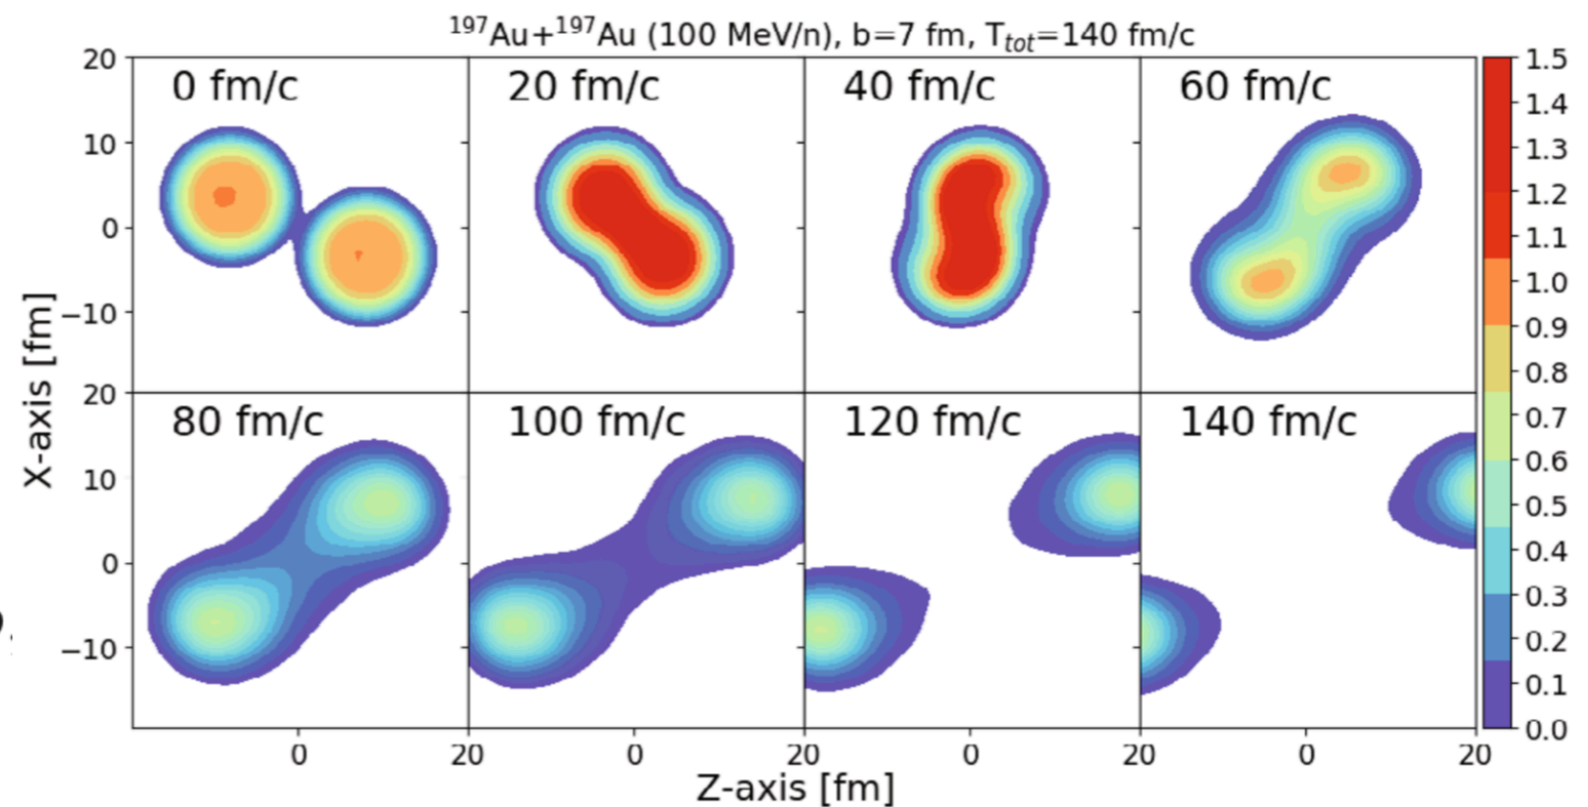 ¹⁹⁷Au+¹⁹⁷Au (100 MeV/n), b=7 fm, T_tot=140 fm/c
20
0 fm/c
20 fm/c
40 fm/c
60 fm/c
10
0
−10
20
80 fm/c
100 fm/c
120 fm/c
140 fm/c
10
0
−10
X-axis [fm]
0
20
0
20
0
20
0
20
Z-axis [fm]
1.5
1.4
1.3
1.2
1.1
1.0
0.9
0.8
0.7
0.6
0.5
0.4
0.3
0.2
0.1
0.0